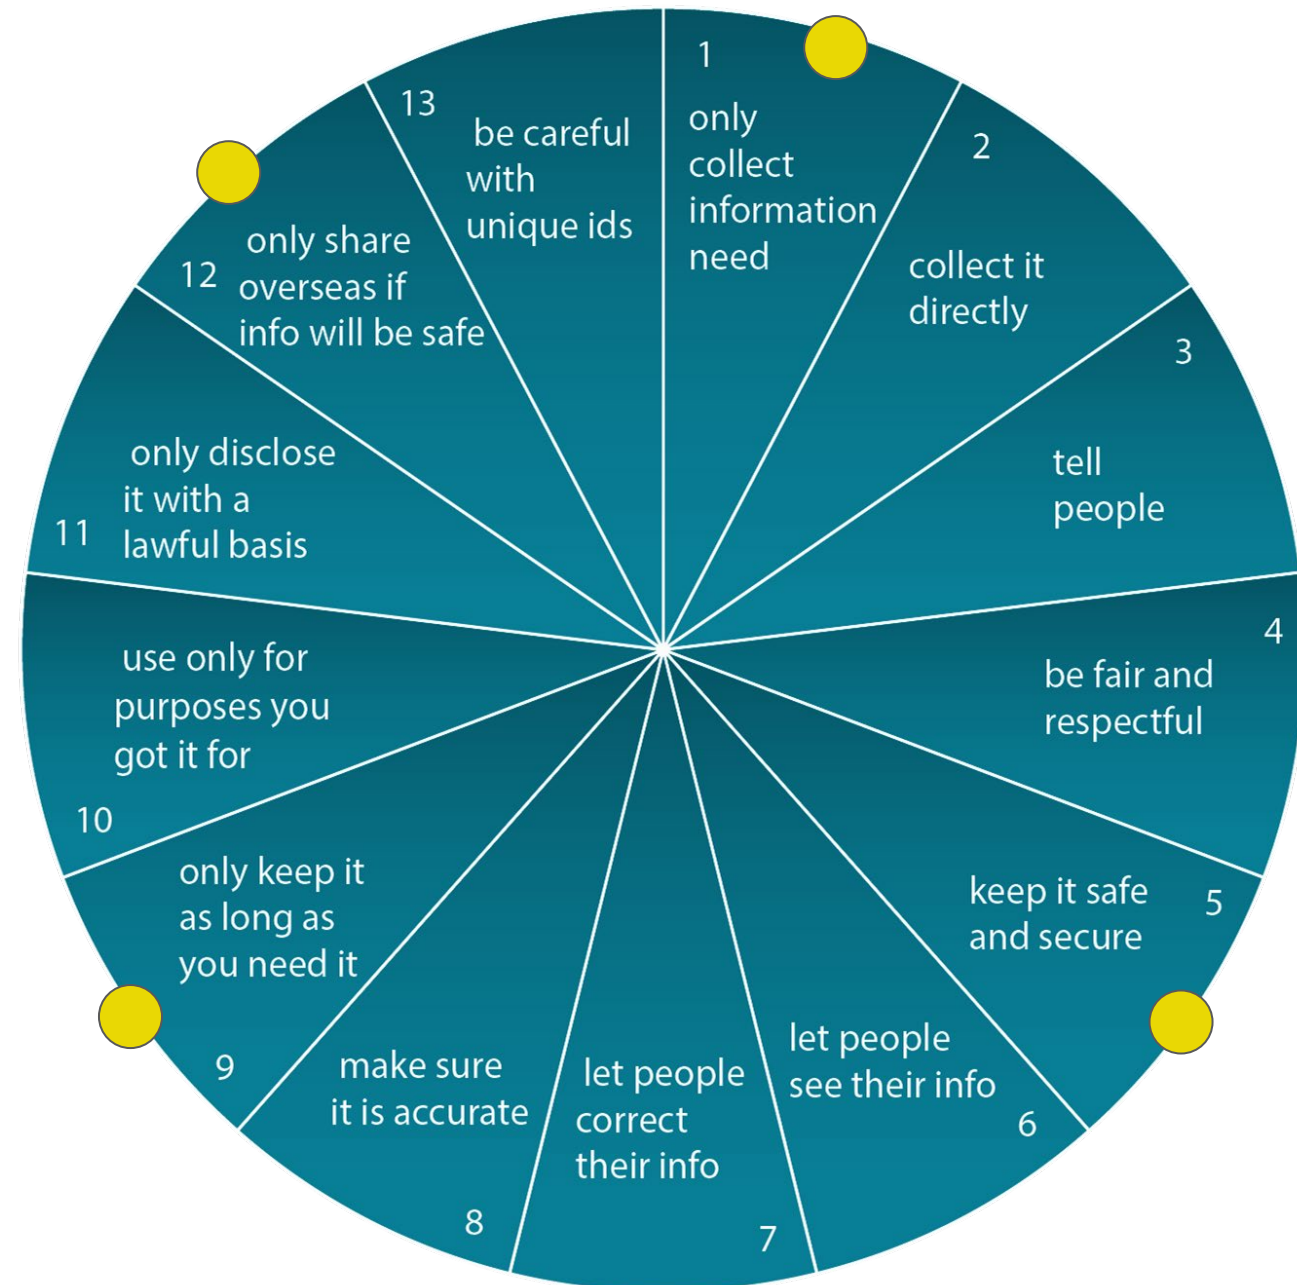 1
only
collect
information
need
2
collect it
directly
3
tell
people
4
be fair and
respectful
5
keep it safe
and secure
6
let people
see their info
7
let people
correct
their info
8
make sure
it is accurate
9
only keep it
as long as
you need it
10
use only for
purposes you
got it for
11
only disclose
it with a
lawful basis
12
only share
overseas if
info will be safe
13
be careful
with
unique ids